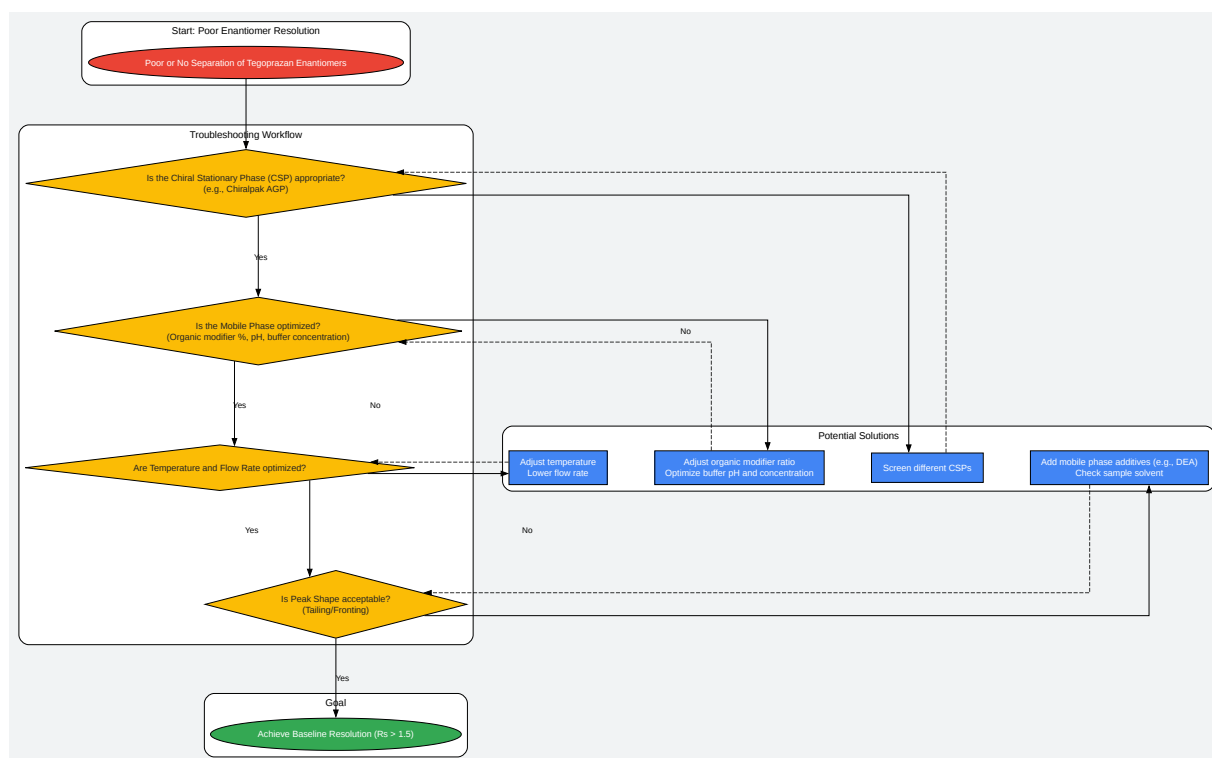 Start: Poor Enantiomer Resolution
Poor or No Separation of Tegoprazan Enantiomers
Troubleshooting Workflow
Is the Chiral Stationary Phase (CSP) appropriate?
(e.g., Chiralpak AGP)
Yes
Is the Mobile Phase optimized?
(Organic modifier %, pH, buffer concentration)
No
Yes
No
Potential Solutions
Are Temperature and Flow Rate optimized?
Adjust temperature
Lower flow rate
Adjust organic modifier ratio
Optimize buffer pH and concentration
Screen different CSPs
Add mobile phase additives (e.g., DEA)
Check sample solvent
Yes
No
Is Peak Shape acceptable?
(Tailing/Fronting)
Yes
Goal
Achieve Baseline Resolution (Rs > 1.5)